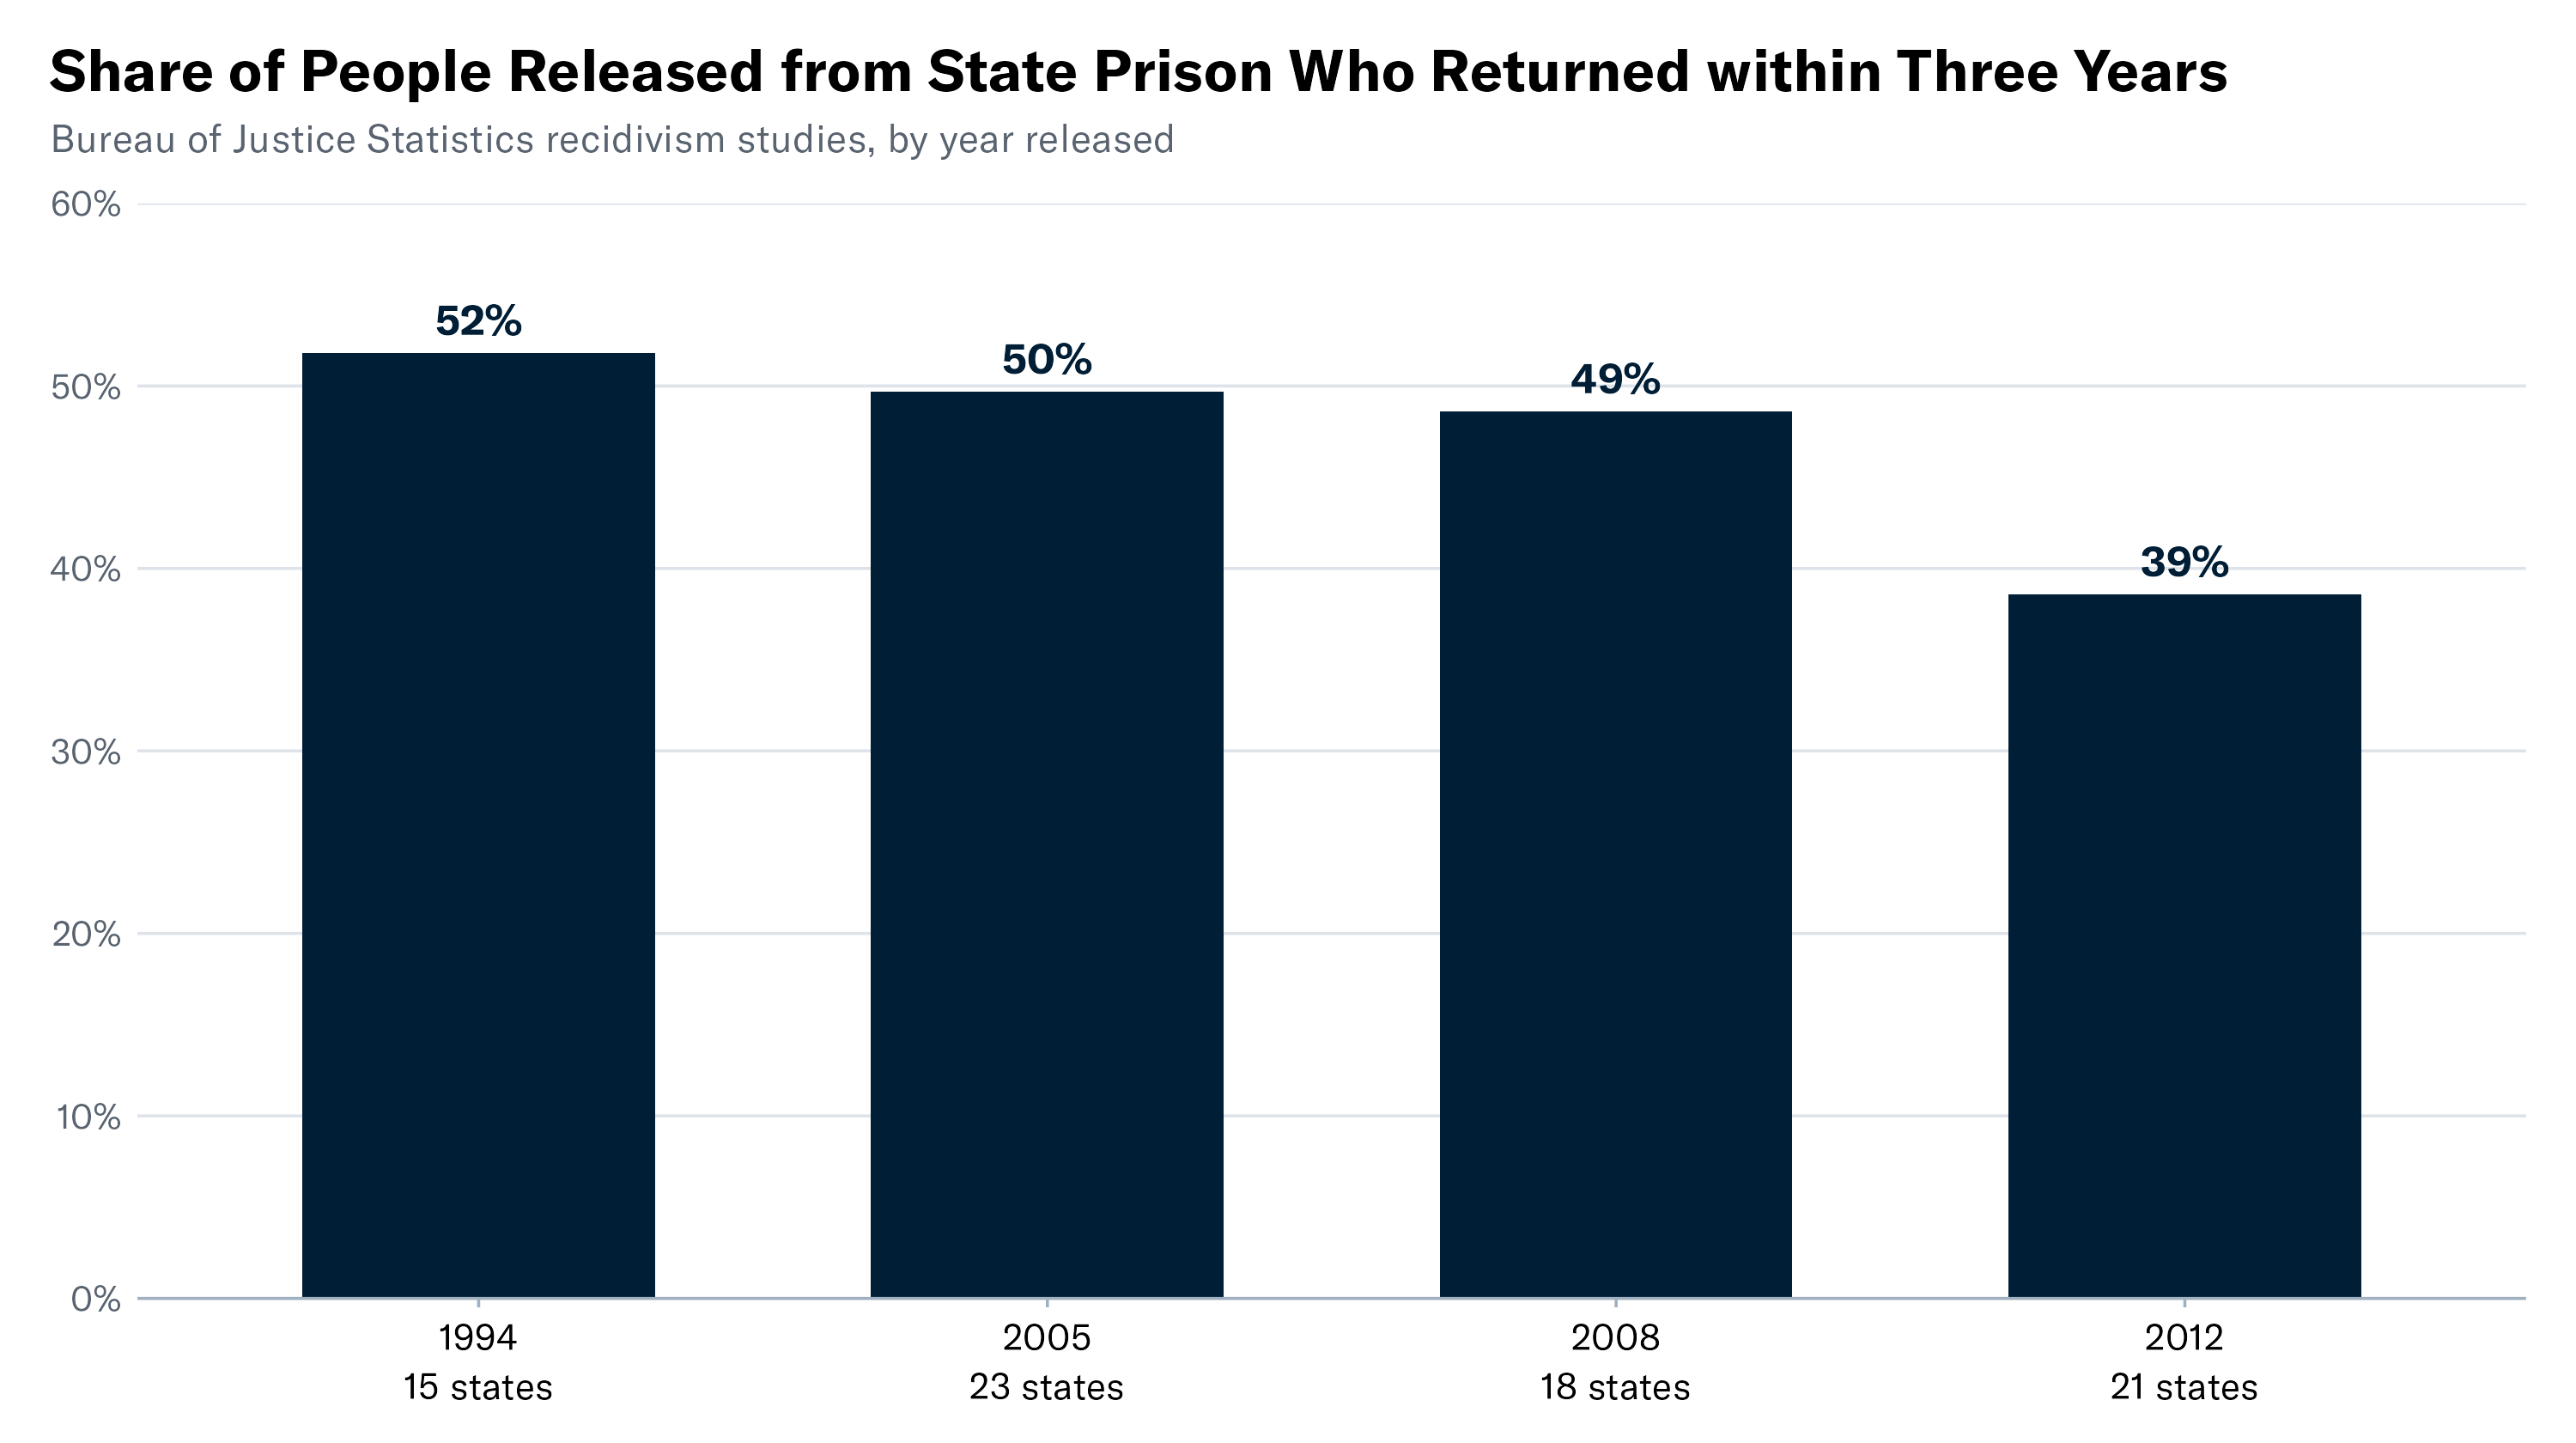 Share of People Released from State Prison Who Returned within Three Years
Bureau of Justice Statistics recidivism studies, by year released
60%
50%
40%
30%
20%
10%
0%
52%
50%
49%
39%
1994
15 states
2005
23 states
2008
18 states
2012
21 states